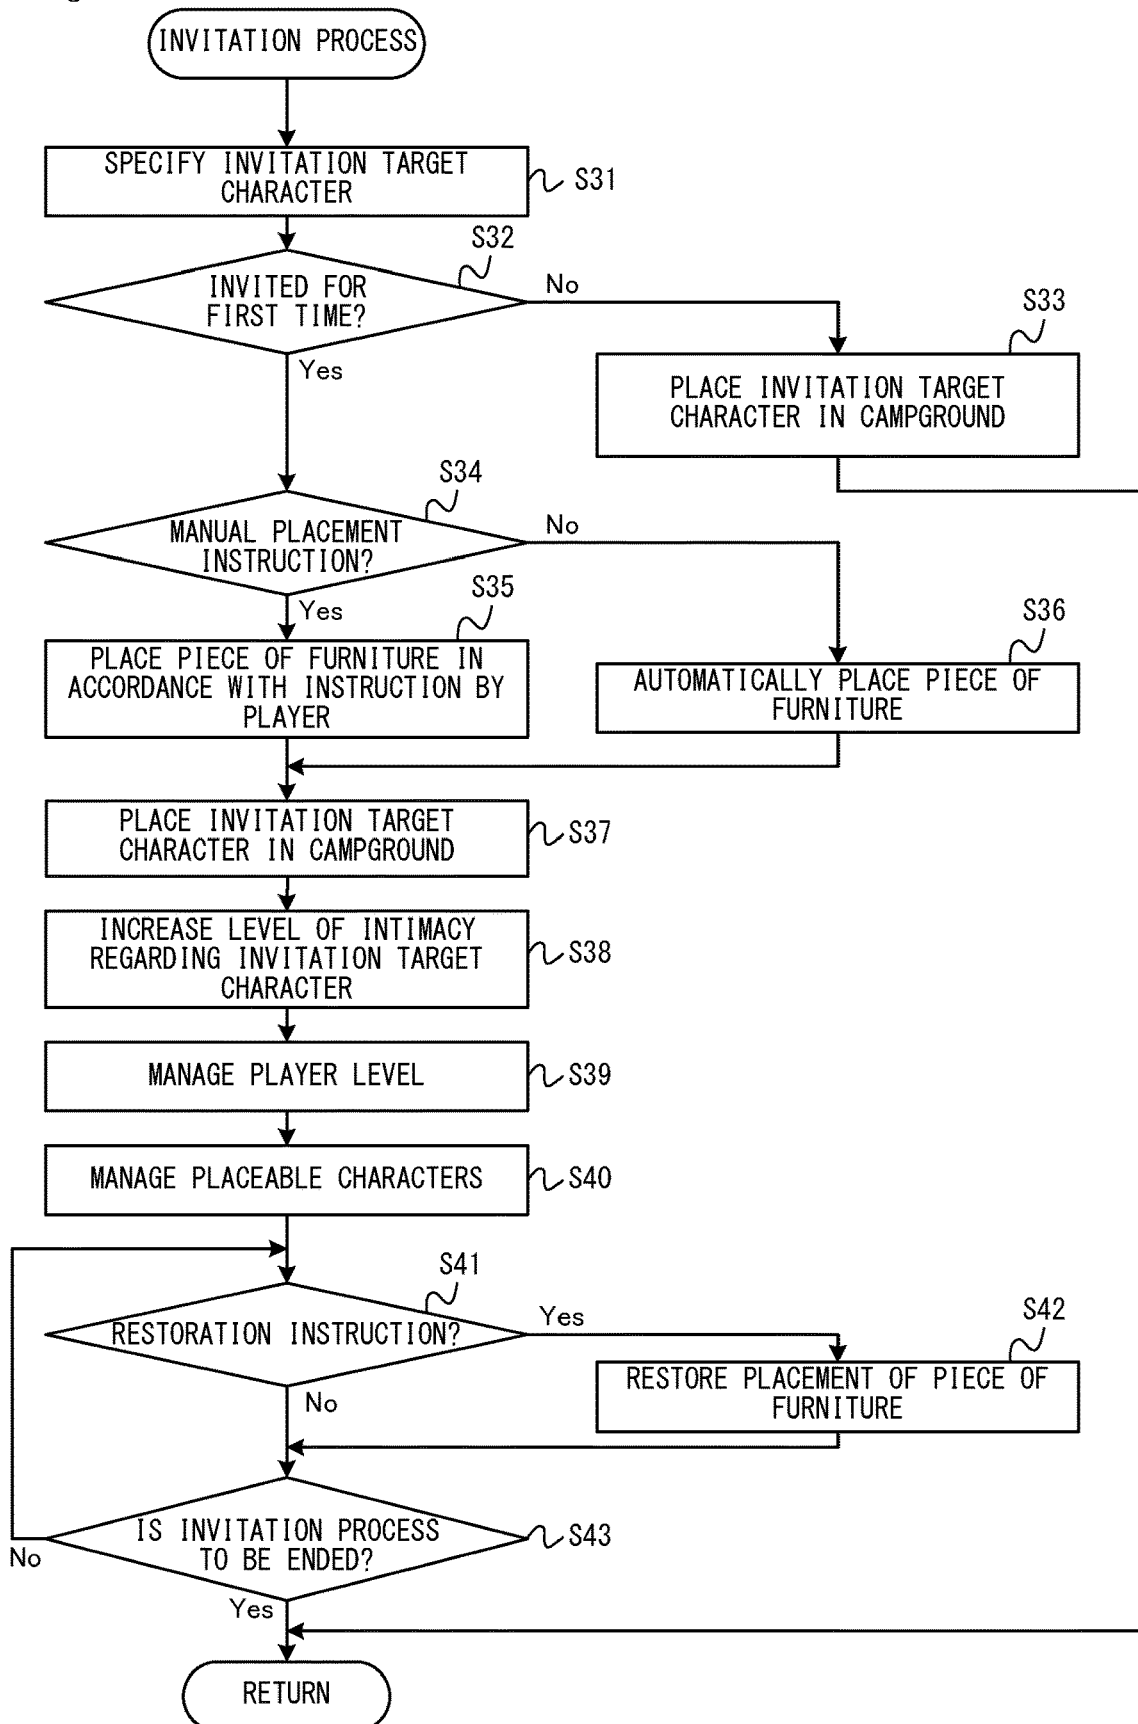 INVITATION PROCESS
SPECIFY INVITATION TARGET
CHARACTER
S31
S32
INVITED FOR
FIRST TIME?
No
Yes
S33
PLACE INVITATION TARGET
CHARACTER IN CAMPGROUND
S34
MANUAL PLACEMENT
INSTRUCTION?
No
Yes
S35
PLACE PIECE OF FURNITURE IN
ACCORDANCE WITH INSTRUCTION BY
PLAYER
S36
AUTOMATICALLY PLACE PIECE OF
FURNITURE
PLACE INVITATION TARGET
CHARACTER IN CAMPGROUND
S37
INCREASE LEVEL OF INTIMACY
REGARDING INVITATION TARGET
CHARACTER
S38
MANAGE PLAYER LEVEL
S39
MANAGE PLACEABLE CHARACTERS
S40
S41
RESTORATION INSTRUCTION?
Yes
No
S42
RESTORE PLACEMENT OF PIECE OF
FURNITURE
IS INVITATION PROCESS
TO BE ENDED?
S43
No
Yes
RETURN